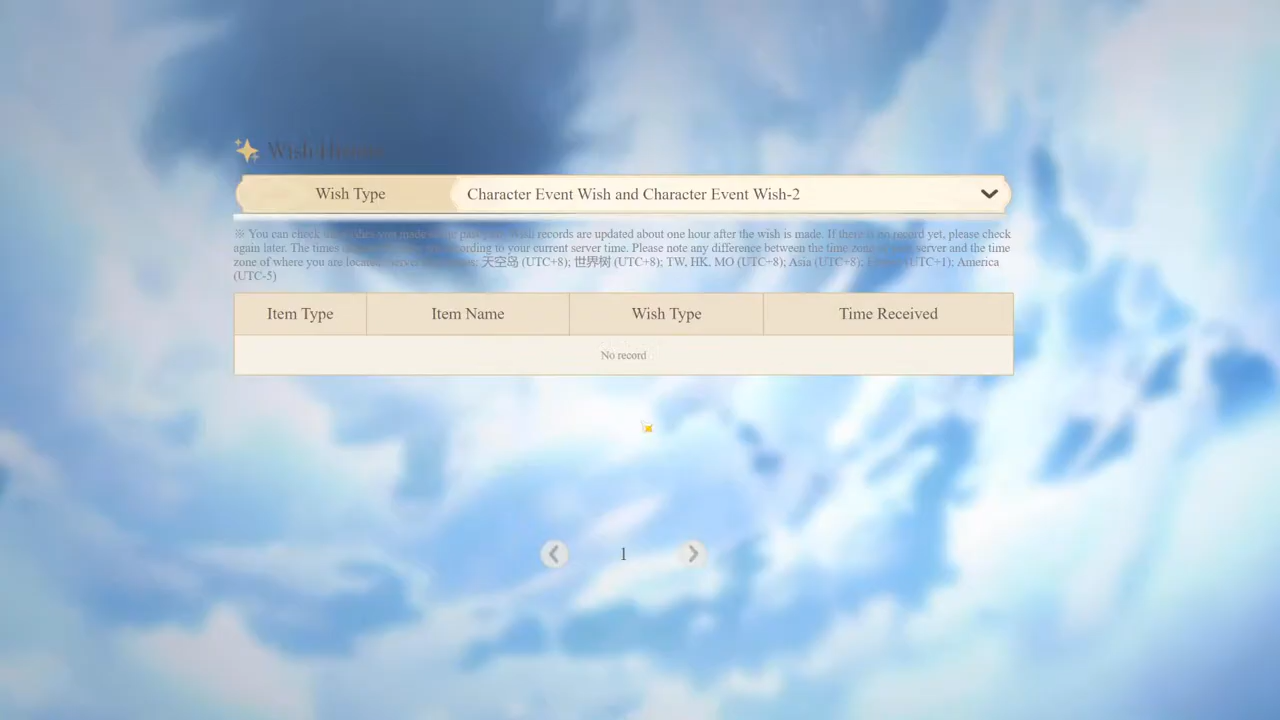 Wish History
Wish Type
Character Event Wish and Character Event Wish-2
※ You can check wishes you made in the past Wish records are updated about one hour after the wish is made. If there is no record yet, please check
again later. The times according to your current server time. Please note any difference between the time zone of your server and the time
zone of where you are located. 天空岛 (UTC+8); 世界树 (UTC+8); TW, HK, MO (UTC+8); Asia (UTC+8); Europe (UTC+1); America
(UTC-5)
Item Type
Item Name
Wish Type
Time Received
No record
1